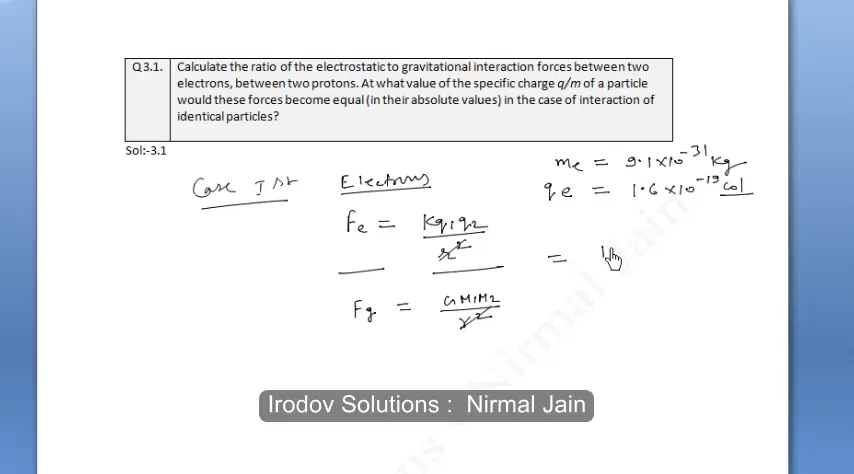 Q3.1. Calculate the ratio of the electrostatic to gravitational interaction forces between two
electrons, between two protons. At what value of the specific charge q/m of a particle
would these forces become equal (in their absolute values) in the case of interaction of
identical particles?
Sol:-3.1
me = 9.1×10⁻³¹ kg
Case Ist Electrons
qe = 1.6×10⁻¹⁹ col
Fe = Kq₁q₂
r²
=
Fg = GM₁M₂
r²
Nirmal Jain
Irodov Solutions : Nirmal Jain